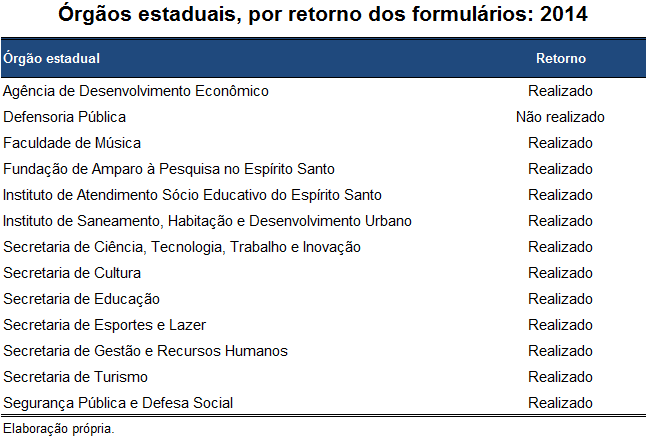 Órgãos estaduais, por retorno dos formulários: 2014
Órgão estadual Retorno
Agência de Desenvolvimento Econômico Realizado
Defensoria Pública Não realizado
Faculdade de Música Realizado
Fundação de Amparo à Pesquisa no Espírito Santo Realizado
Instituto de Atendimento Sócio Educativo do Espírito Santo Realizado
Instituto de Saneamento, Habitação e Desenvolvimento Urbano Realizado
Secretaria de Ciência, Tecnologia, Trabalho e Inovação Realizado
Secretaria de Cultura Realizado
Secretaria de Educação Realizado
Secretaria de Esportes e Lazer Realizado
Secretaria de Gestão e Recursos Humanos Realizado
Secretaria de Turismo Realizado
Segurança Pública e Defesa Social Realizado
Elaboração própria.